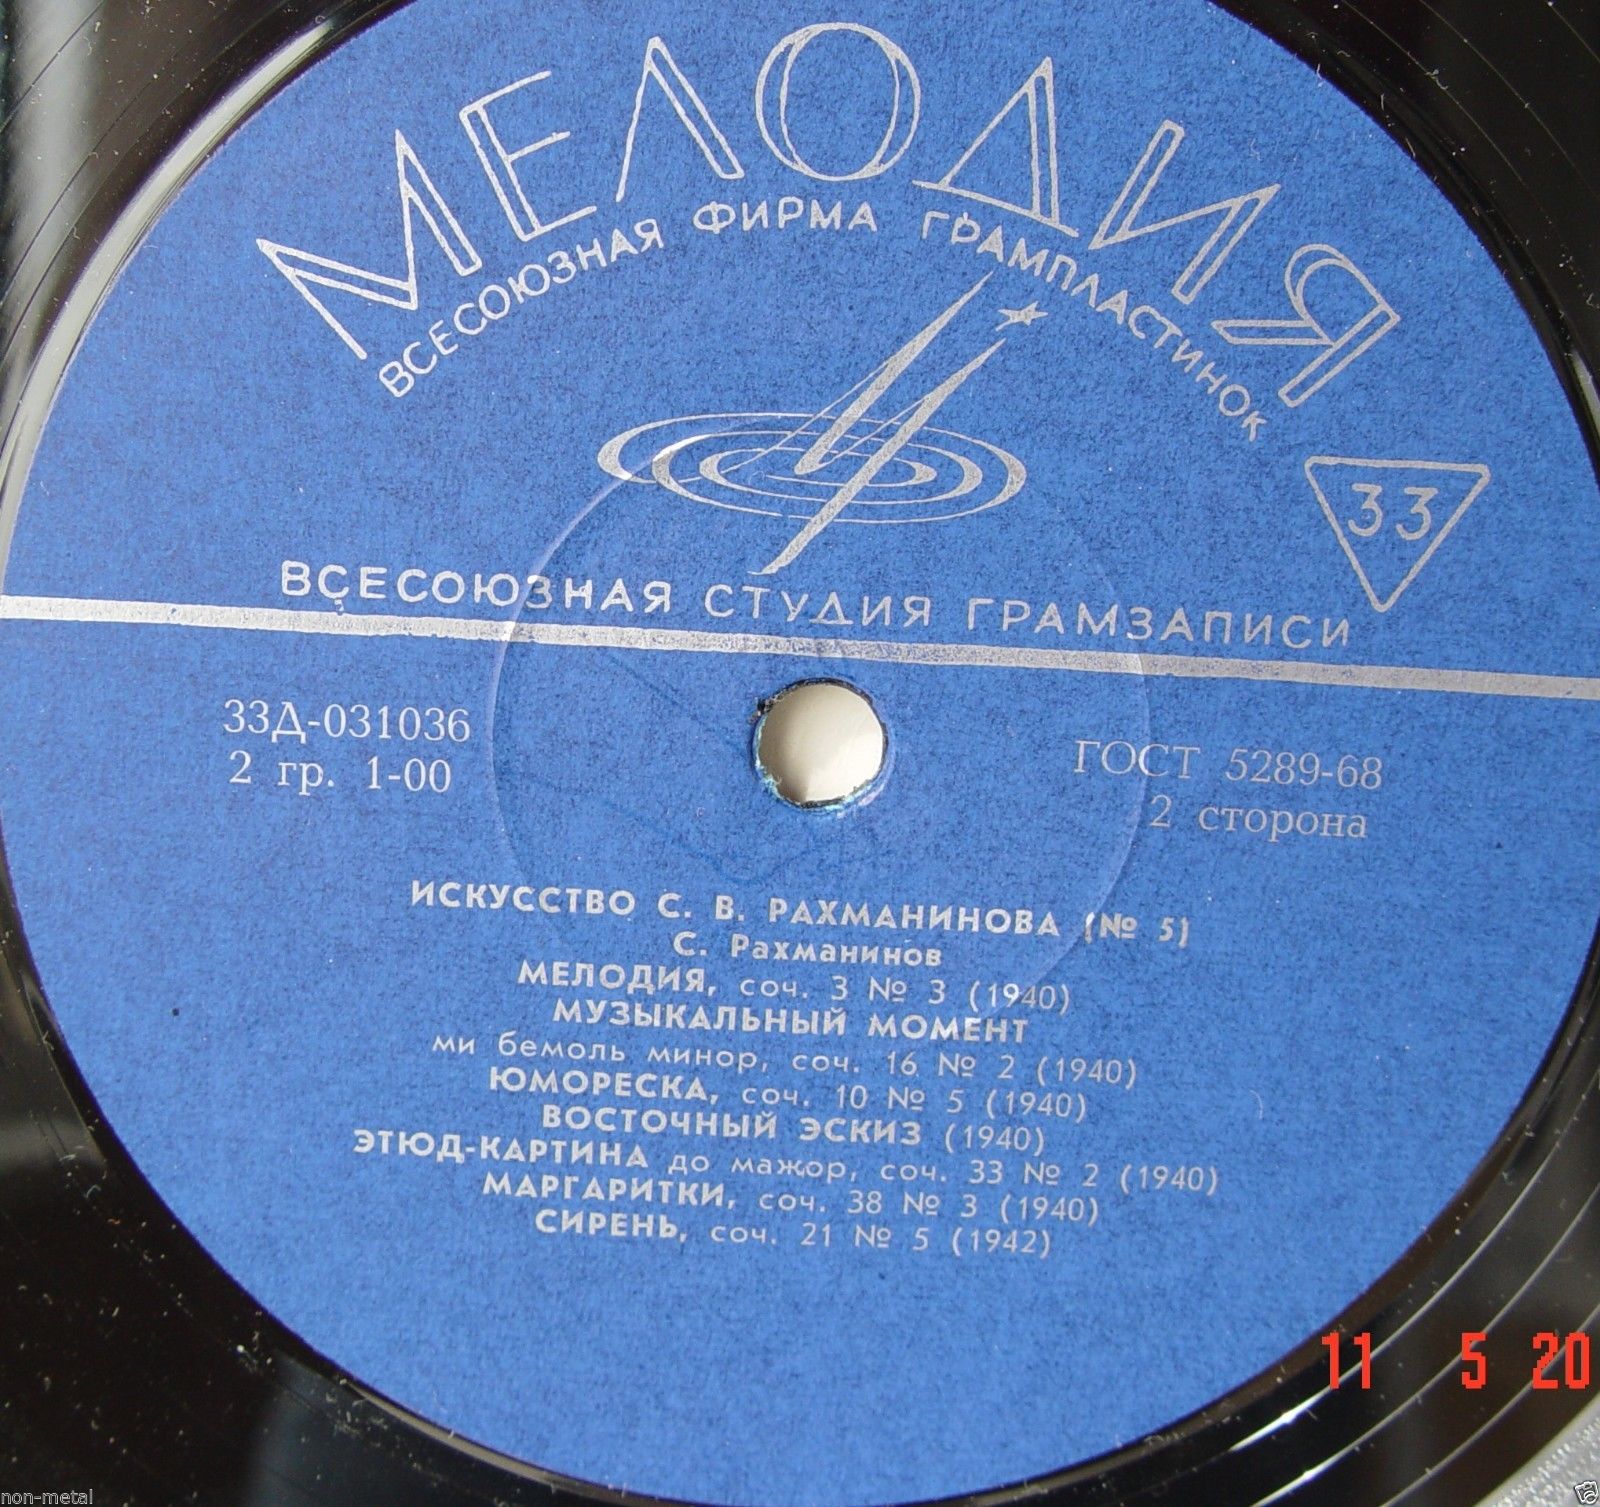 МЕЛОДИЯ
ВСЕСОЮЗНАЯ ФИРМА ГРАМПЛАСТИНОК
33
ВСЕСОЮЗНАЯ СТУДИЯ ГРАМЗАПИСИ
33Д-031036
2 гр. 1-00
ГОСТ 5289-68
2 сторона
ИСКУССТВО С. В. РАХМАНИНОВА (№ 5)
С. Рахманинов
МЕЛОДИЯ, соч. 3 № 3 (1940)
МУЗЫКАЛЬНЫЙ МОМЕНТ
ми бемоль минор, соч. 16 № 2 (1940)
ЮМОРЕСКА, соч. 10 № 5 (1940)
ВОСТОЧНЫЙ ЭСКИЗ (1940)
ЭТЮД-КАРТИНА до мажор, соч. 33 № 2 (1940)
МАРГАРИТКИ, соч. 38 № 3 (1940)
СИРЕНЬ, соч. 21 № 5 (1942)
11 5 20
non-metal